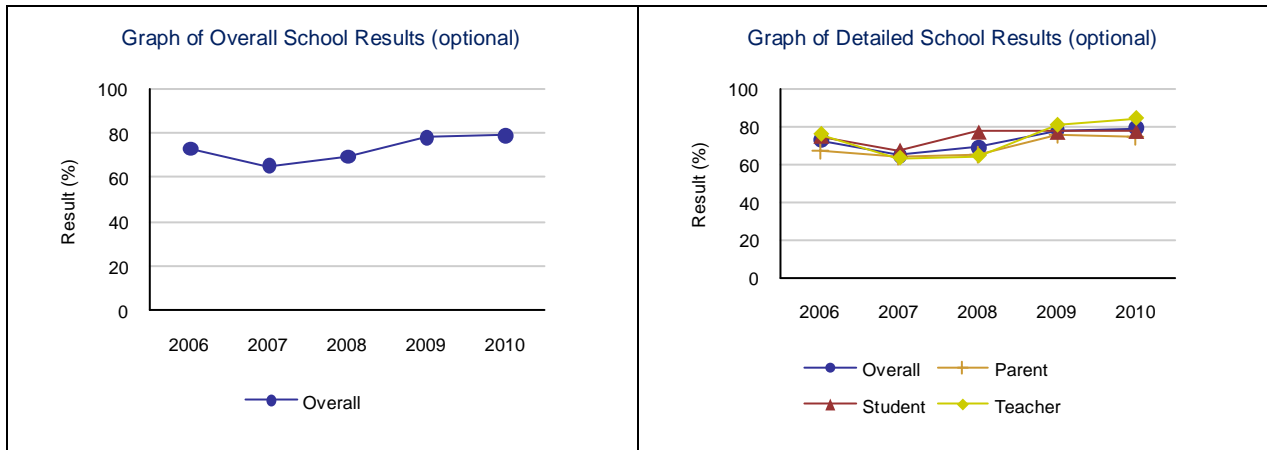 Graph of Overall School Results (optional)
Result (%)
100
80
60
40
20
0
2006 2007 2008 2009 2010
Overall
Graph of Detailed School Results (optional)
Result (%)
100
80
60
40
20
0
2006 2007 2008 2009 2010
Overall Parent
Student Teacher